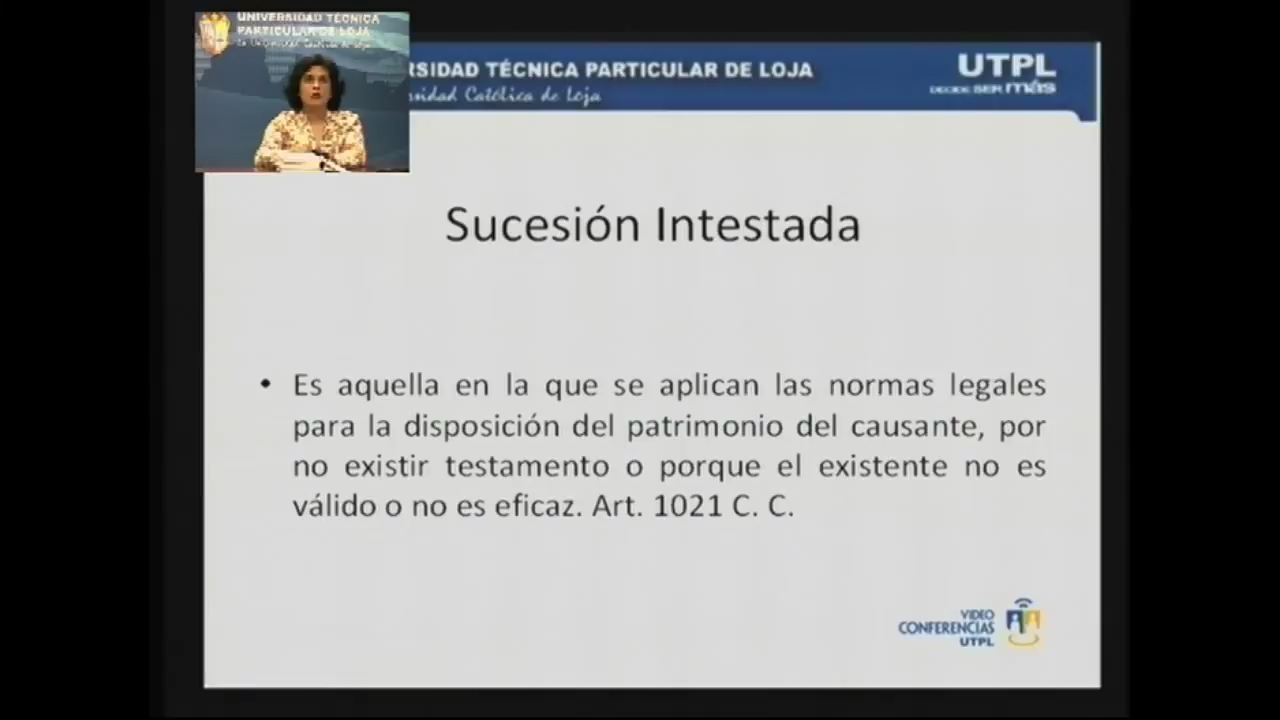 UNIVERSIDAD TÉCNICA
PARTICULAR DE LOJA
La Universidad Católica de Loja
RSIDAD TÉCNICA PARTICULAR DE LOJA
rsidad Católica de Loja
UTPL
DECIDE SER más
Sucesión Intestada
• Es aquella en la que se aplican las normas legales
para la disposición del patrimonio del causante, por
no existir testamento o porque el existente no es
válido o no es eficaz. Art. 1021 C. C.
VIDEO
CONFERENCIAS
UTPL